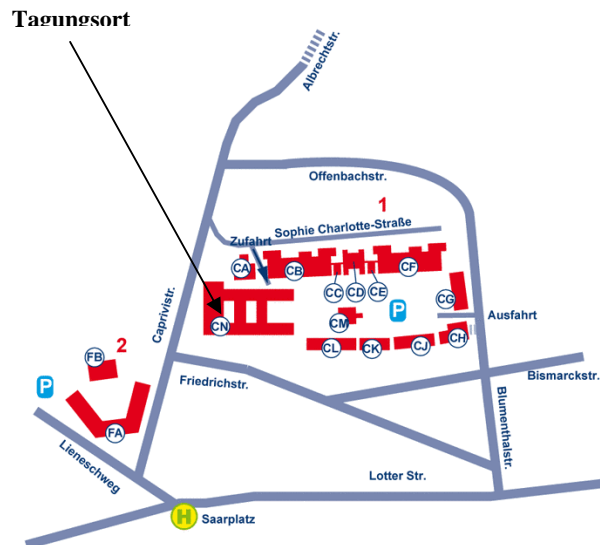 Tagungsort
Albrechtstr.
Offenbachstr.
1
Sophie Charlotte-Straße
Zufahrt
CA
CB
CC
CD
CE
CF
CG
Caprivistr.
CN
CM
P
Ausfahrt
CL
CK
CJ
CH
2
FB
P
Friedrichstr.
Bismarckstr.
Blumenthalstr.
FA
Lieneschweg
Lotter Str.
H
Saarplatz